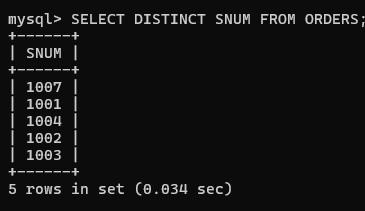 mysql> SELECT DISTINCT SNUM FROM ORDERS;
+------+
| SNUM |
+------+
| 1007 |
| 1001 |
| 1004 |
| 1002 |
| 1003 |
+------+
5 rows in set (0.034 sec)